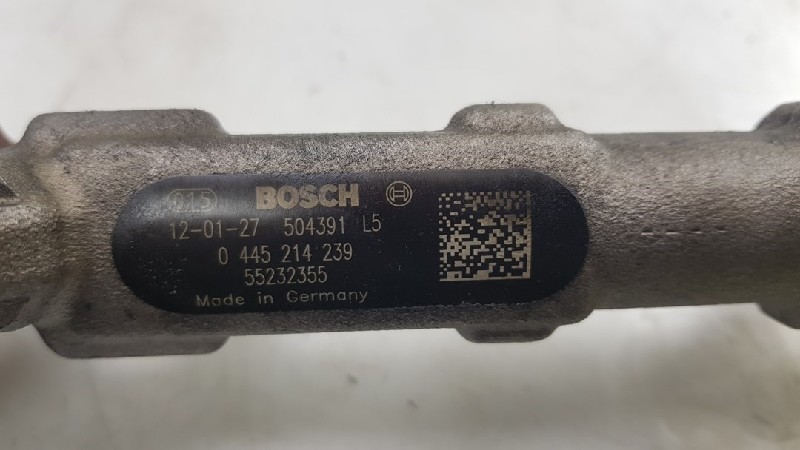 015 BOSCH
12-01-27 504391 L5
0 445 214 239
55232355
Made in Germany